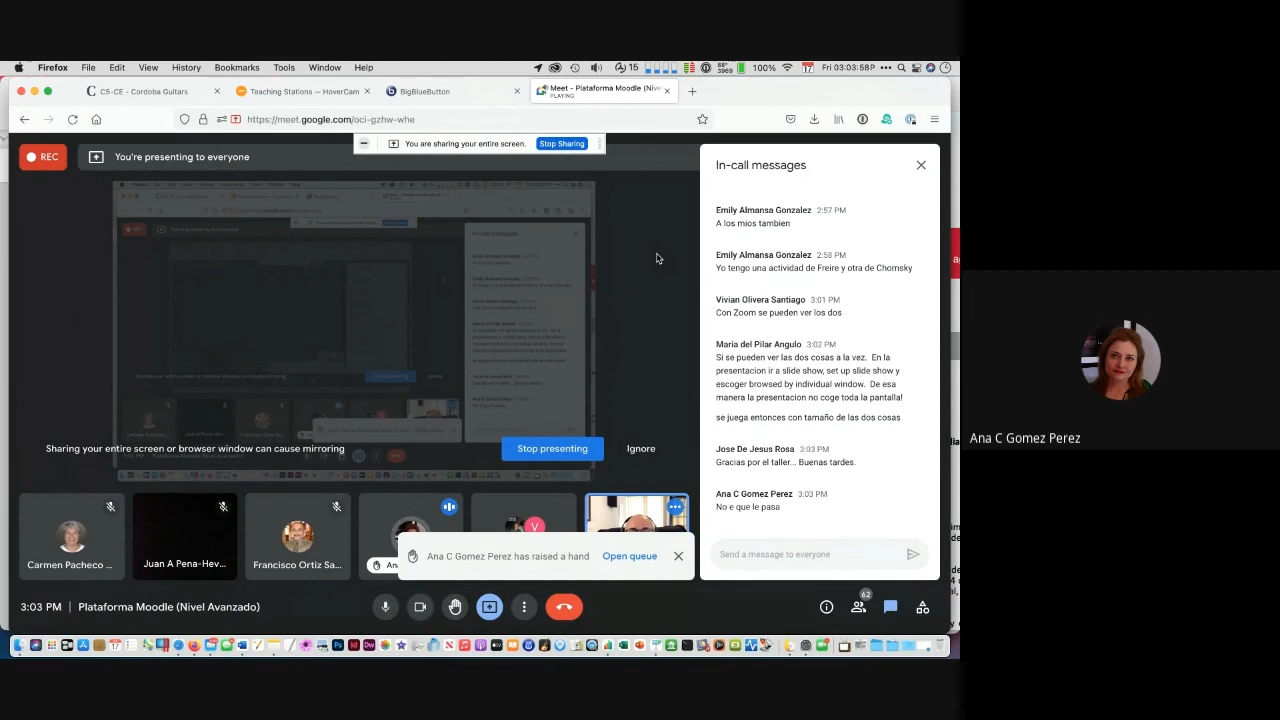 Firefox File Edit View History Bookmarks Tools Window Help
15 88° 3969 100% 17 Fri 03:03:58P
C5-CE - Cordoba Guitars
Teaching Stations — HoverCam
BigBlueButton
Meet - Plataforma Moodle (Nive
PLAYING
https://meet.google.com/oci-gzhw-whe
You are sharing your entire screen. Stop Sharing
REC
You're presenting to everyone
In-call messages
Emily Almansa Gonzalez 2:57 PM
A los mios tambien
Emily Almansa Gonzalez 2:58 PM
Yo tengo una actividad de Freire y otra de Chomsky
Vivian Olivera Santiago 3:01 PM
Con Zoom se pueden ver los dos
Maria del Pilar Angulo 3:02 PM
Si se pueden ver las dos cosas a la vez. En la
presentacion ir a slide show, set up slide show y
escoger browsed by individual window. De esa
manera la presentacion no coge toda la pantalla!
se juega entonces con tamaño de las dos cosas
Jose De Jesus Rosa 3:03 PM
Gracias por el taller... Buenas tardes.
Ana C Gomez Perez 3:03 PM
No e que le pasa
Send a message to everyone
Sharing your entire screen or browser window can cause mirroring
Stop presenting
Ignore
V
Carmen Pacheco ...
Juan A Pena-Hev...
Francisco Ortiz Sa...
Ana C Gomez Perez has raised a hand Open queue
3:03 PM | Plataforma Moodle (Nivel Avanzado)
62
Ana C Gomez Perez